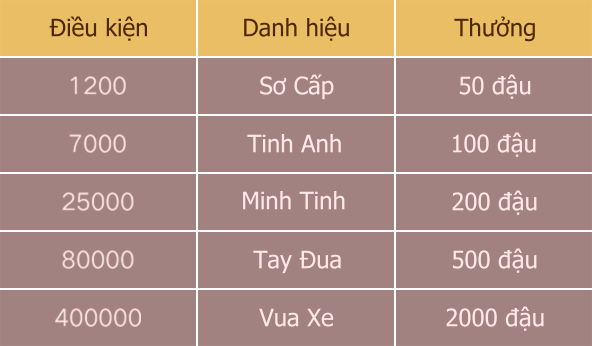 Điều kiện Danh hiệu Thưởng
1200 Sơ Cấp 50 đậu
7000 Tinh Anh 100 đậu
25000 Minh Tinh 200 đậu
80000 Tay Đua 500 đậu
400000 Vua Xe 2000 đậu